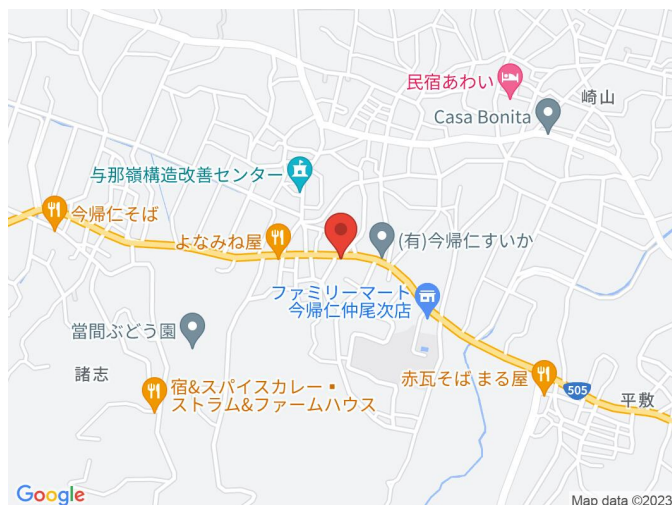 民宿あわい
崎山
Casa Bonita
与那嶺構造改善センター
今帰仁そば
よなみね屋
(有)今帰仁すいか
ファミリーマート
今帰仁仲尾次店
當間ぶどう園
諸志
宿&スパイスカレー・
ストラム&ファームハウス
赤瓦そば まる屋
505
平敷
Google
Map data ©2023